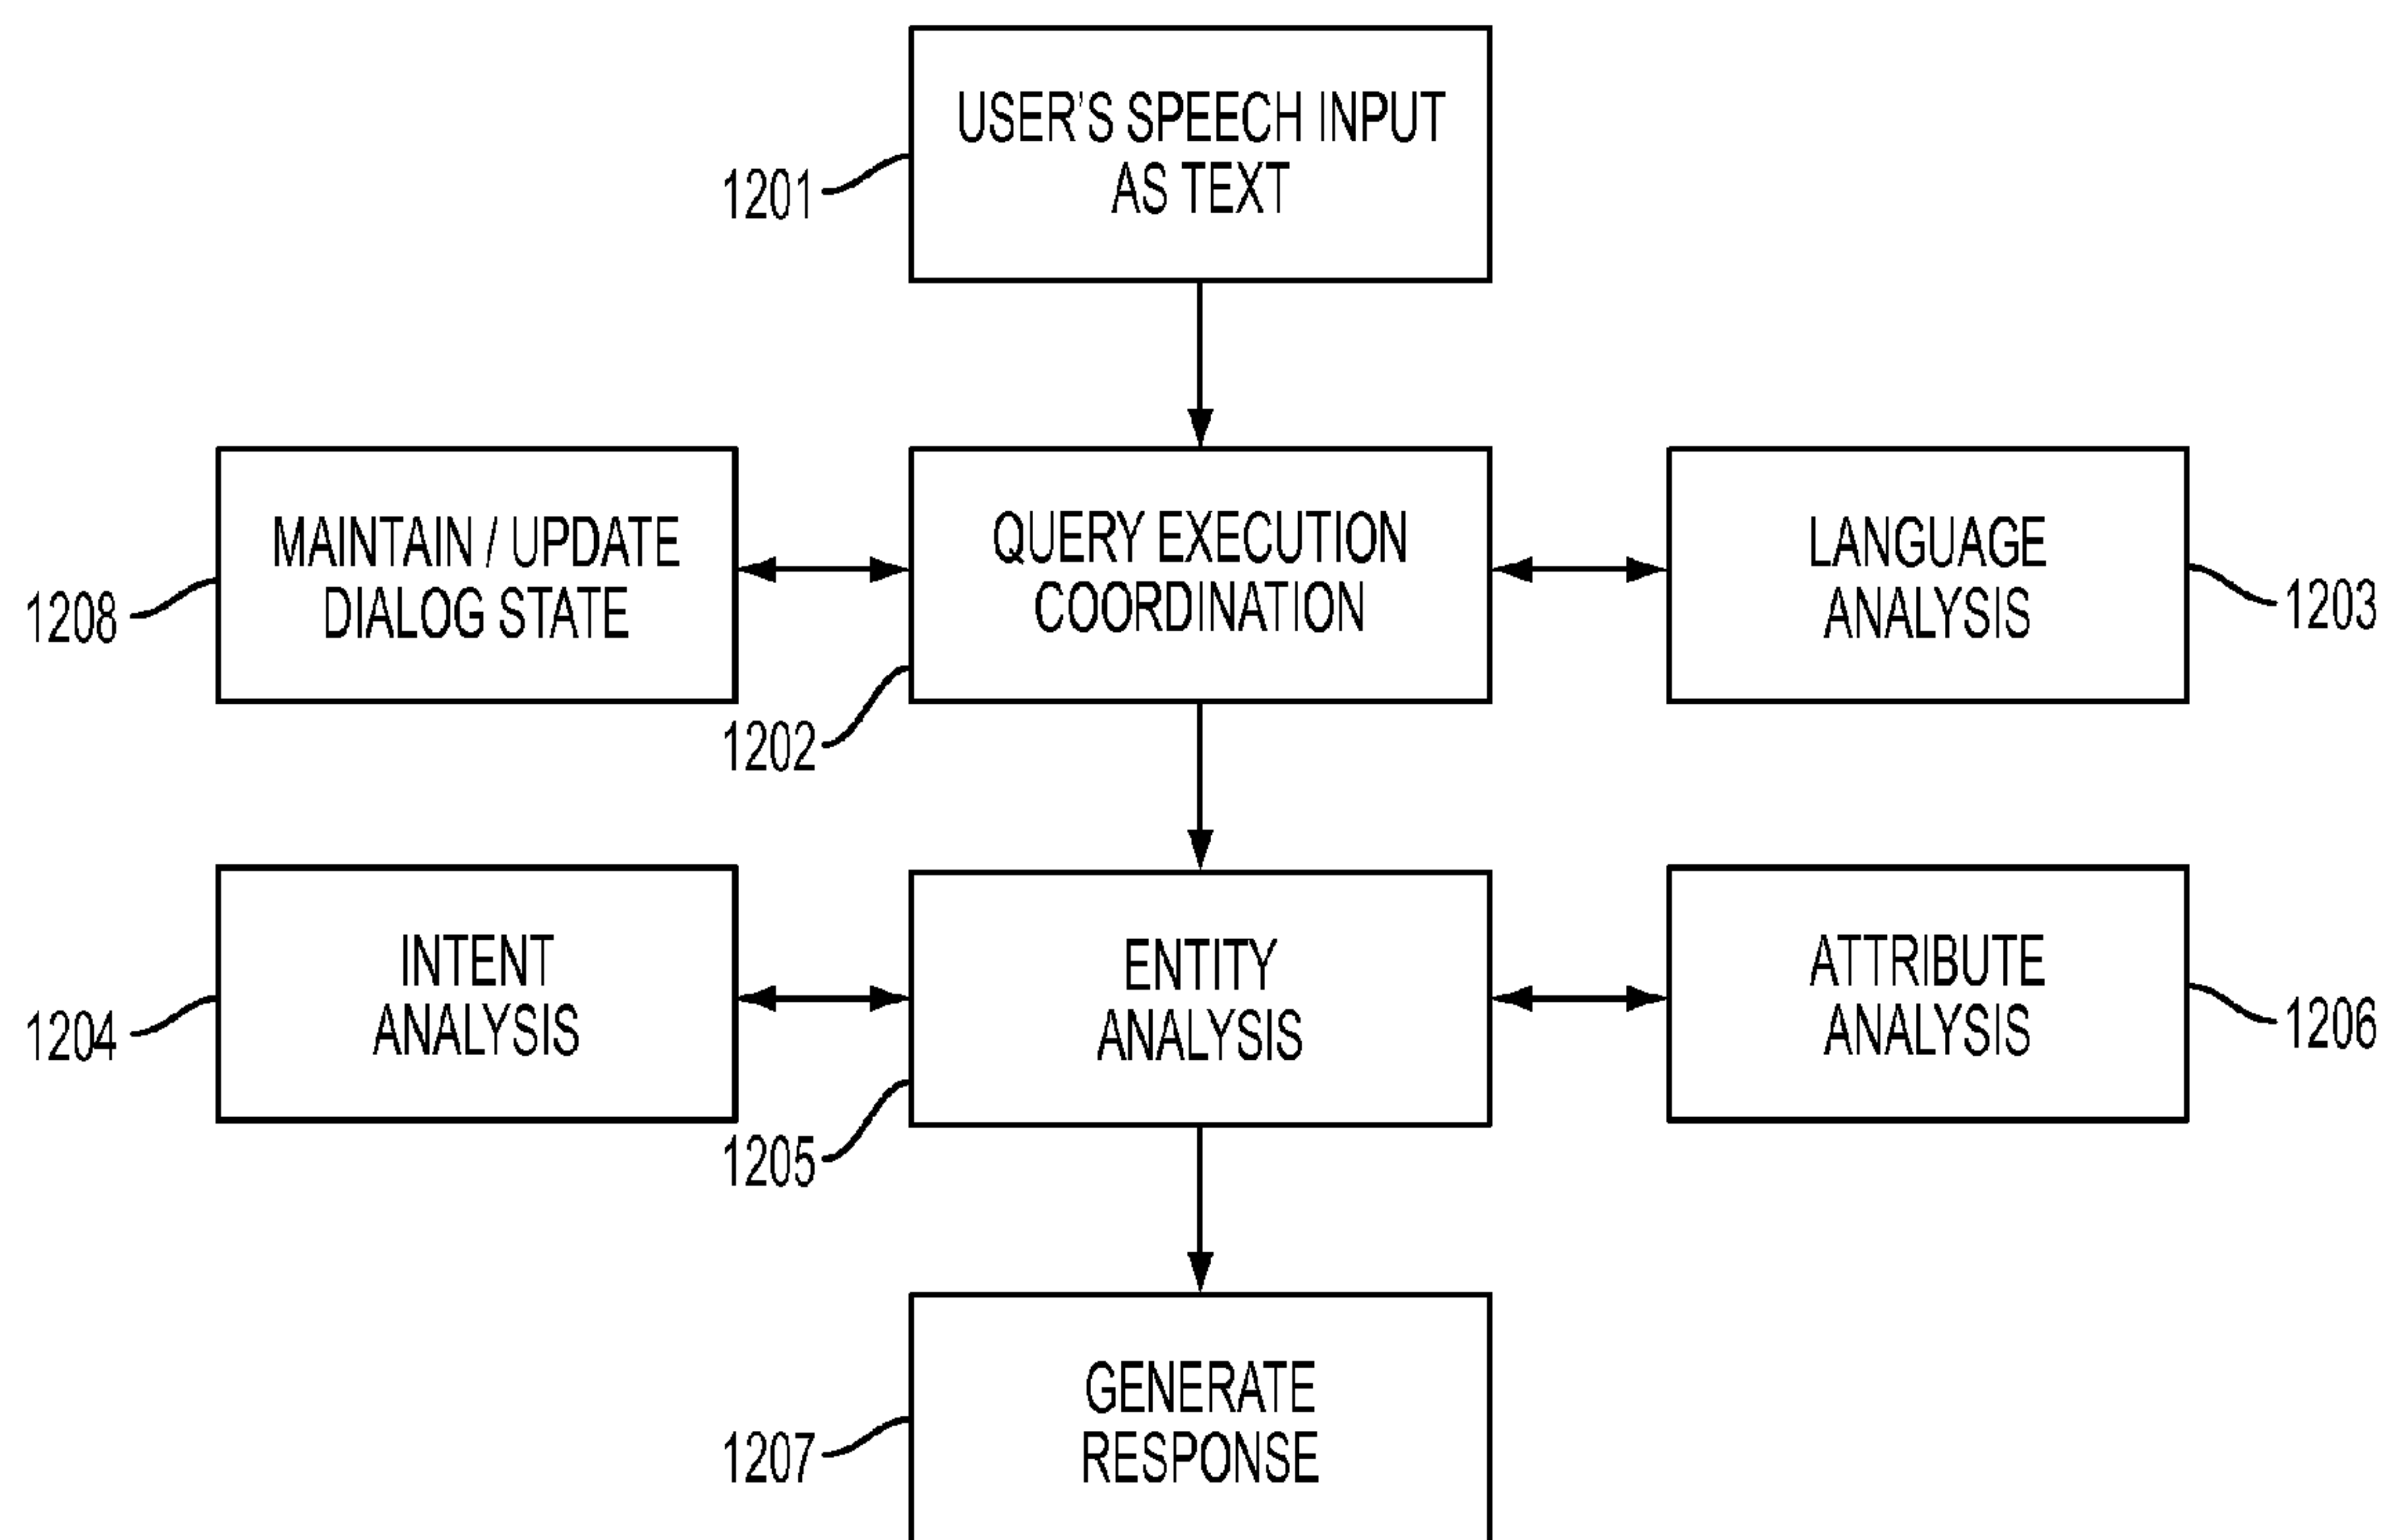 USER'S SPEECH INPUT
AS TEXT
1201
MAINTAIN / UPDATE
DIALOG STATE
1208
QUERY EXECUTION
COORDINATION
1202
LANGUAGE
ANALYSIS
1203
INTENT
ANALYSIS
1204
ENTITY
ANALYSIS
1205
ATTRIBUTE
ANALYSIS
1206
GENERATE
RESPONSE
1207